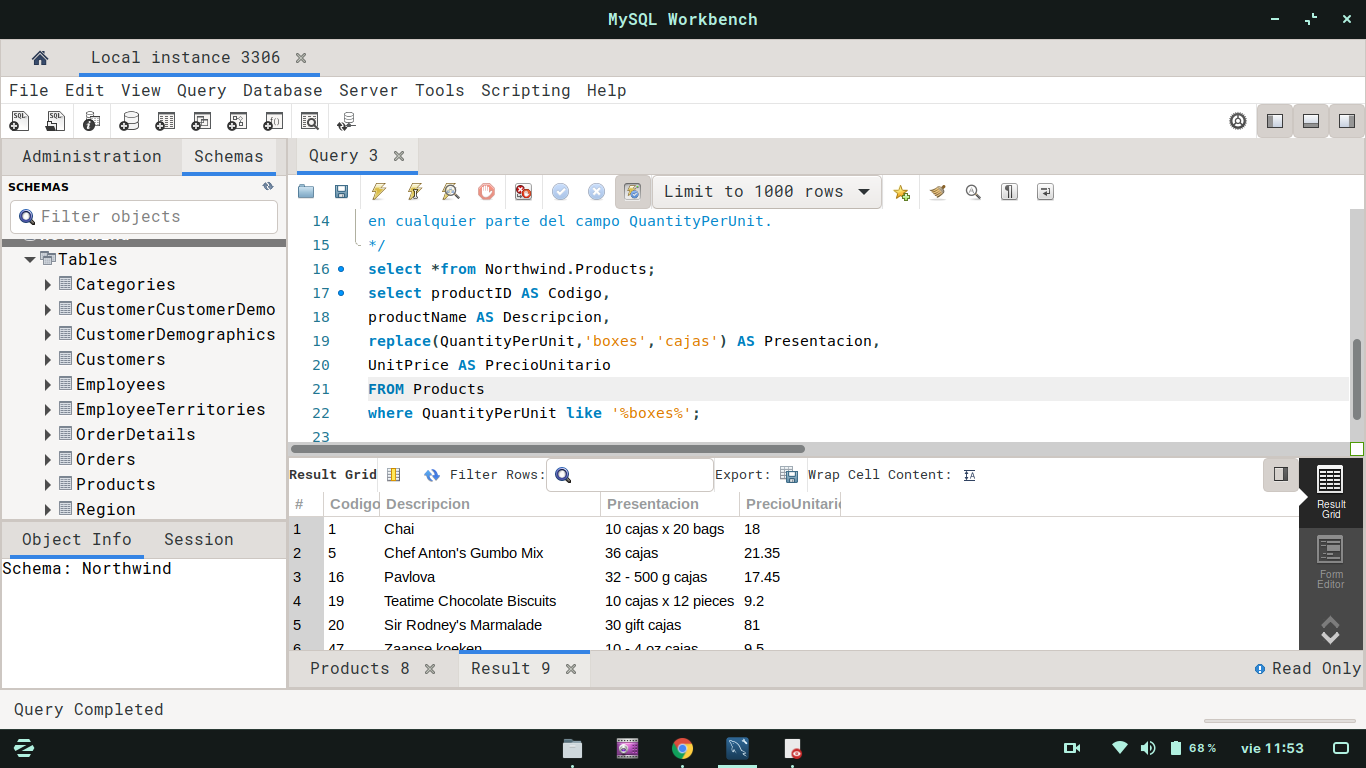 MySQL Workbench
Local instance 3306
File Edit View Query Database Server Tools Scripting Help
Administration Schemas
Query 3
SCHEMAS
Filter objects
Limit to 1000 rows
Tables
Categories
CustomerCustomerDemo
CustomerDemographics
Customers
Employees
EmployeeTerritories
OrderDetails
Orders
Products
Region
14 en cualquier parte del campo QuantityPerUnit.
15 */
16 select *from Northwind.Products;
17 select productID AS Codigo,
18 productName AS Descripcion,
19 replace(QuantityPerUnit,'boxes','cajas') AS Presentacion,
20 UnitPrice AS PrecioUnitario
21 FROM Products
22 where QuantityPerUnit like '%boxes%';
23
Result Grid Filter Rows: Export: Wrap Cell Content:
# Codigo Descripcion Presentacion PrecioUnitari
1 1 Chai 10 cajas x 20 bags 18
2 5 Chef Anton's Gumbo Mix 36 cajas 21.35
3 16 Pavlova 32 - 500 g cajas 17.45
4 19 Teatime Chocolate Biscuits 10 cajas x 12 pieces 9.2
5 20 Sir Rodney's Marmalade 30 gift cajas 81
6 47 Zaanse koeken 10 - 4 oz cajas 9.5
Result
Grid
Form
Editor
Object Info Session
Schema: Northwind
Products 8 Result 9 Read Only
Query Completed
68 % vie 11:53